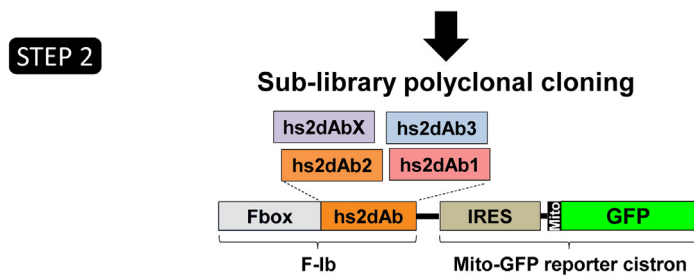 STEP 2
Sub-library polyclonal cloning
hs2dAbX hs2dAb3
hs2dAb2 hs2dAb1
Fbox hs2dAb IRES Mito GFP
F-Ib Mito-GFP reporter cistron